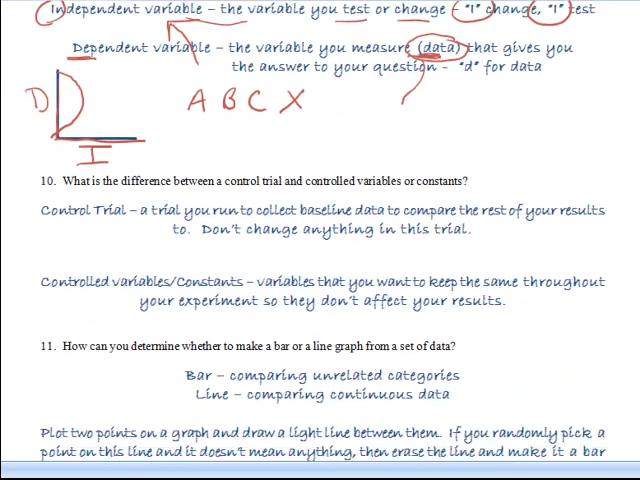 Independent variable – the variable you test or change – "I" change, "I" test
Dependent variable – the variable you measure (data) that gives you
the answer to your question - "d" for data
D
A B C X
I
10. What is the difference between a control trial and controlled variables or constants?
Control Trial – a trial you run to collect baseline data to compare the rest of your results
to. Don't change anything in this trial.
Controlled variables/Constants – variables that you want to keep the same throughout
your experiment so they don't affect your results.
11. How can you determine whether to make a bar or a line graph from a set of data?
Bar – comparing unrelated categories
Line – comparing continuous data
Plot two points on a graph and draw a light line between them. If you randomly pick a
point on this line and it doesn't mean anything, then erase the line and make it a bar